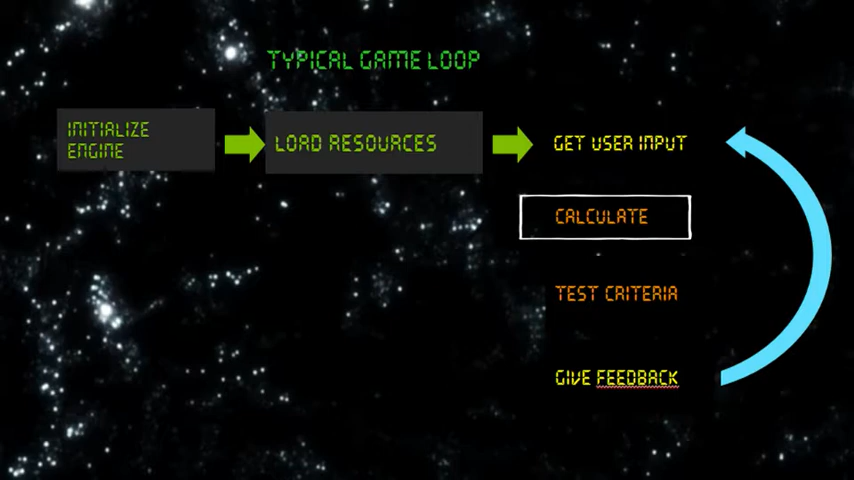 TYPICAL GAME LOOP
INITIALIZE
ENGINE
LOAD RESOURCES
GET USER INPUT
CALCULATE
TEST CRITERIA
GIVE FEEDBACK